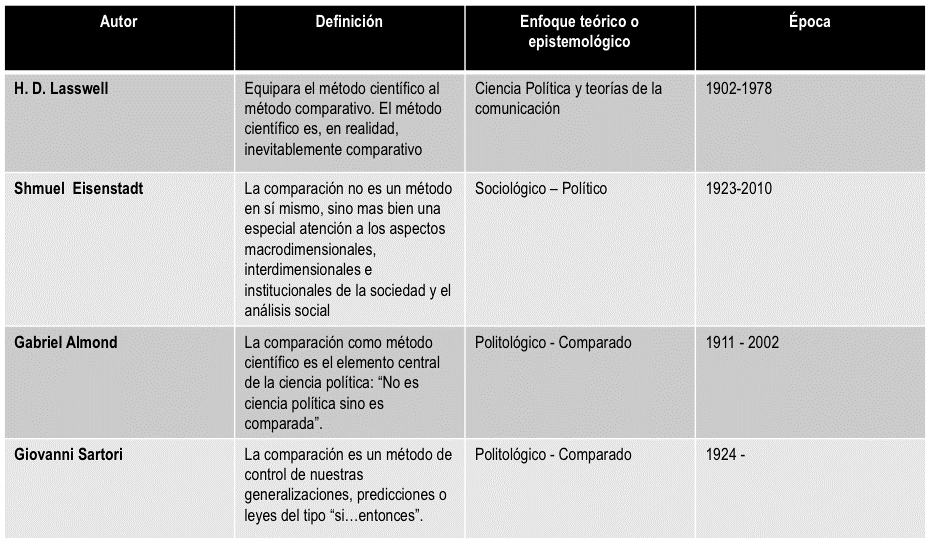 Autor
Definición
Enfoque teórico o
epistemológico
Época
H. D. Lasswell
Equipara el método científico al
método comparativo. El método
científico es, en realidad,
inevitablemente comparativo
Ciencia Política y teorías de la
comunicación
1902-1978
Shmuel Eisenstadt
La comparación no es un método
en sí mismo, sino mas bien una
especial atención a los aspectos
macrodimensionales,
interdimensionales e
institucionales de la sociedad y el
análisis social
Sociológico – Político
1923-2010
Gabriel Almond
La comparación como método
científico es el elemento central
de la ciencia política: “No es
ciencia política sino es
comparada”.
Politológico - Comparado
1911 - 2002
Giovanni Sartori
La comparación es un método de
control de nuestras
generalizaciones, predicciones o
leyes del tipo “si…entonces”.
Politológico - Comparado
1924 -